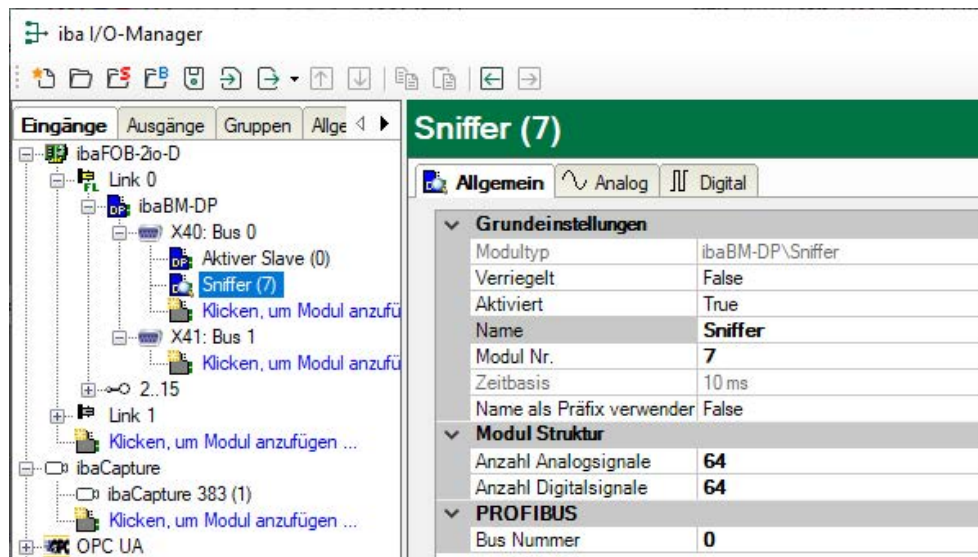 iba I/O-Manager
Eingänge Ausgänge Gruppen Allge
ibaFOB-2io-D
Link 0
ibaBM-DP
X40: Bus 0
Aktiver Slave (0)
Sniffer (7)
Klicken, um Modul anzufü
X41: Bus 1
Klicken, um Modul anzufü
2..15
Link 1
Klicken, um Modul anzufügen ...
ibaCapture
ibaCapture 383 (1)
Klicken, um Modul anzufügen ...
OPC UA
Sniffer (7)
Allgemein Analog Digital
Grundeinstellungen
Modultyp ibaBM-DP\Sniffer
Verriegelt False
Aktiviert True
Name Sniffer
Modul Nr. 7
Zeitbasis 10 ms
Name als Präfix verwender False
Modul Struktur
Anzahl Analogsignale 64
Anzahl Digitalsignale 64
PROFIBUS
Bus Nummer 0